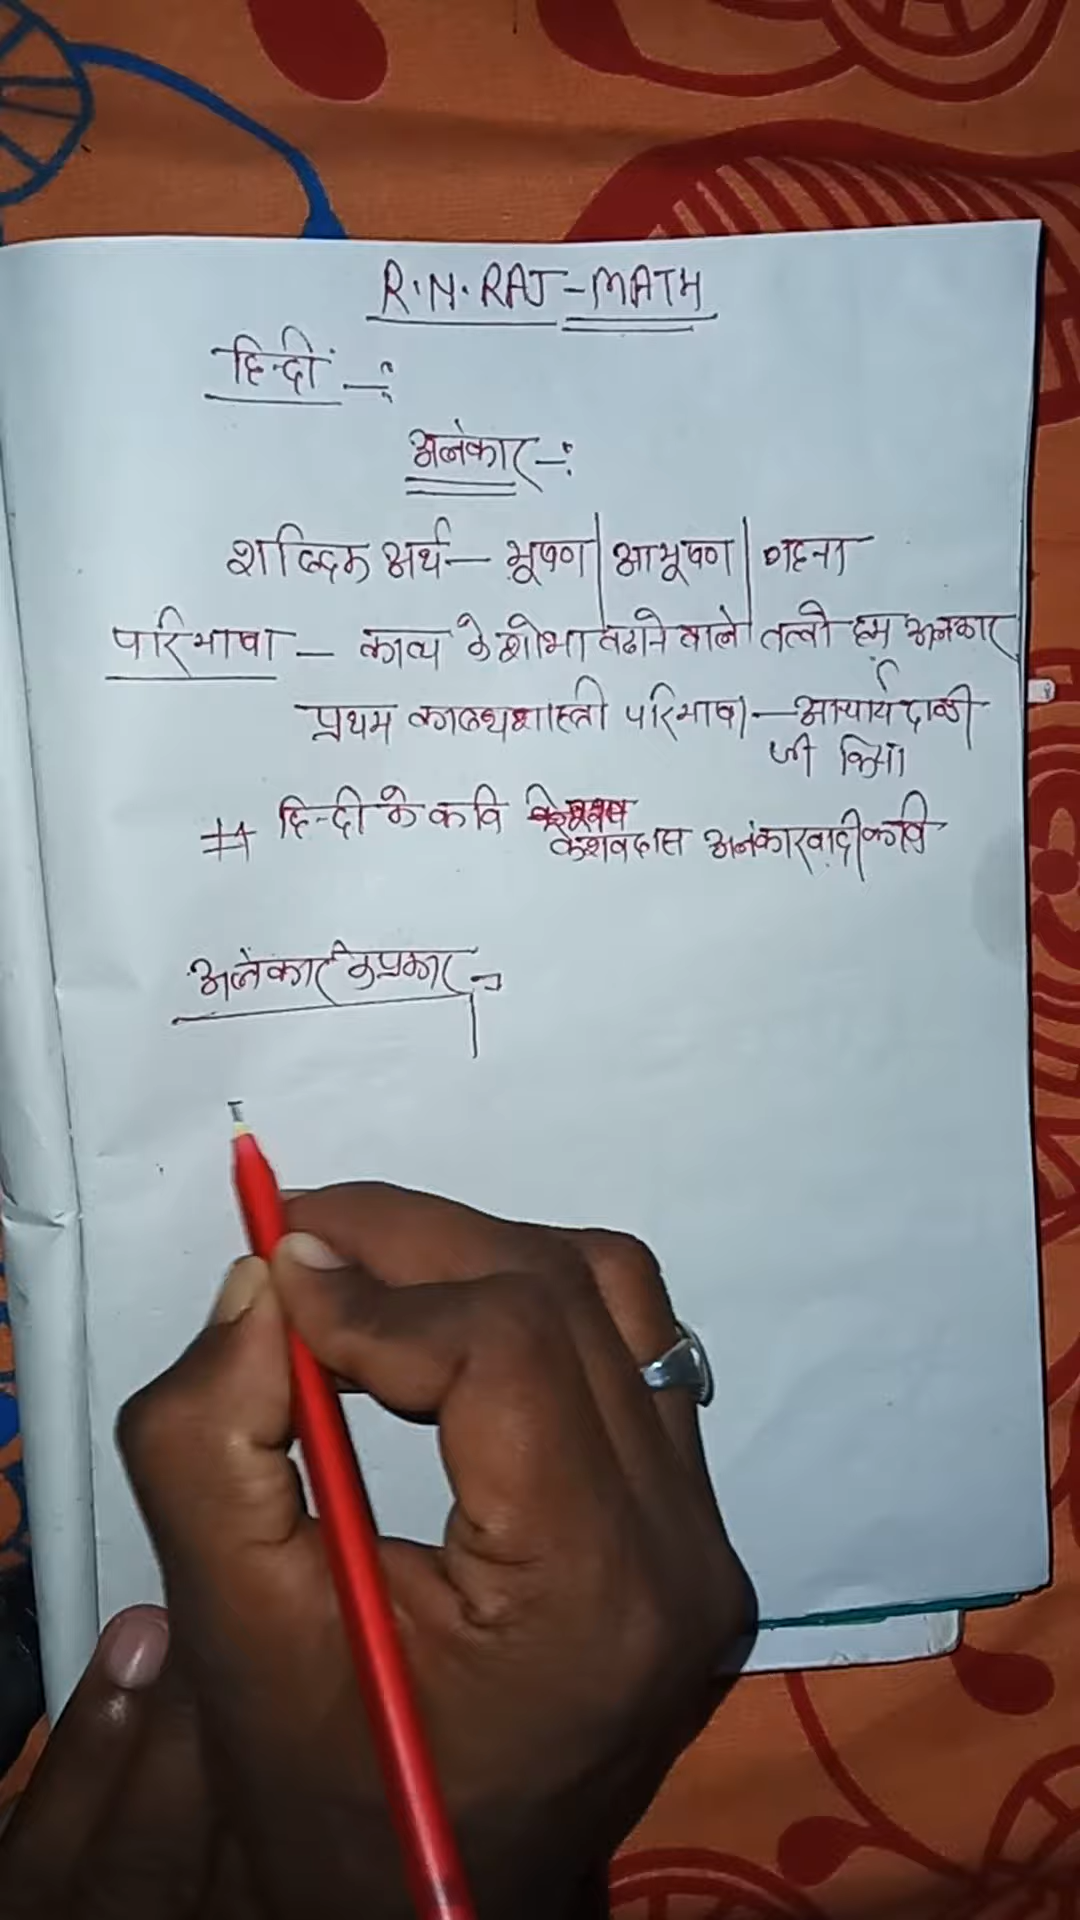 R.N.RAJ-MATH
हिन्दीं -:
अलंकार -:
शाब्दिक अर्थ - भूषण | आभूषण | गहना
परिभाषा - काव्य के शोभा बढाने वाले तत्वो हम अलंकार
प्रथम काव्यशास्त्री परिभाषा - आचार्य दण्डी
जी किया
# हिन्दी के कवि केशवदास अलंकारवादी कवि
अलंकार के प्रकार -